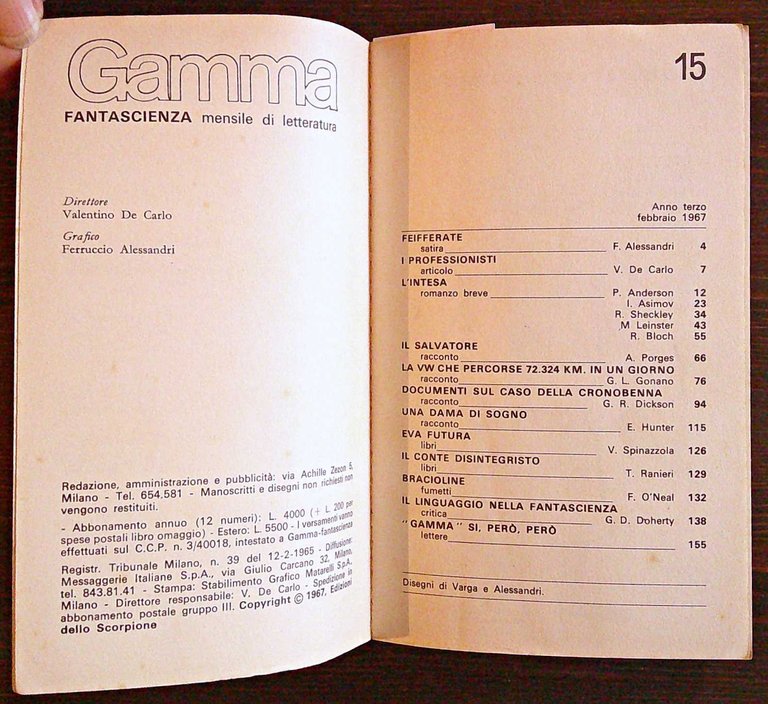 Gamma
FANTASCIENZA mensile di letteratura
Direttore
Valentino De Carlo
Grafico
Ferruccio Alessandri
Redazione, amministrazione e pubblicità: via Achille Zezon 5,
Milano - Tel. 654.581 - Manoscritti e disegni non richiesti non
vengono restituiti.
- Abbonamento annuo (12 numeri): L. 4000 (+ L 200 per
spese postali libro omaggio) - Estero: L. 5500 - I versamenti vanno
effettuati sul C.C.P. n. 3/40018, intestato a Gamma-fantascienza
Registr. Tribunale Milano, n. 39 del 12-2-1965 - Diffusione:
Messaggerie Italiane S.p.A., via Giulio Carcano 32, Milano,
tel. 843.81.41 - Stampa: Stabilimento Grafico Matarelli S.p.A,
Milano - Direttore responsabile: V. De Carlo - Spedizione in
abbonamento postale gruppo III. Copyright © 1967. Edizioni
dello Scorpione
15
Anno terzo
febbraio 1967
FEIFFERATE
satira F. Alessandri 4
I PROFESSIONISTI
articolo V. De Carlo 7
L'INTESA
romanzo breve P. Anderson 12
I. Asimov 23
R. Sheckley 34
M Leinster 43
R. Bloch 55
IL SALVATORE
racconto A. Porges 66
LA VW CHE PERCORSE 72.324 KM. IN UN GIORNO
racconto G. L. Gonano 76
DOCUMENTI SUL CASO DELLA CRONOBENNA
racconto G. R. Dickson 94
UNA DAMA DI SOGNO
racconto E. Hunter 115
EVA FUTURA
libri V. Spinazzola 126
IL CONTE DISINTEGRISTO
libri T. Ranieri 129
BRACIOLINE
fumetti F. O'Neal 132
IL LINGUAGGIO NELLA FANTASCIENZA
critica G. D. Doherty 138
"GAMMA" SI, PERÒ, PERÒ
lettere 155
Disegni di Varga e Alessandri.